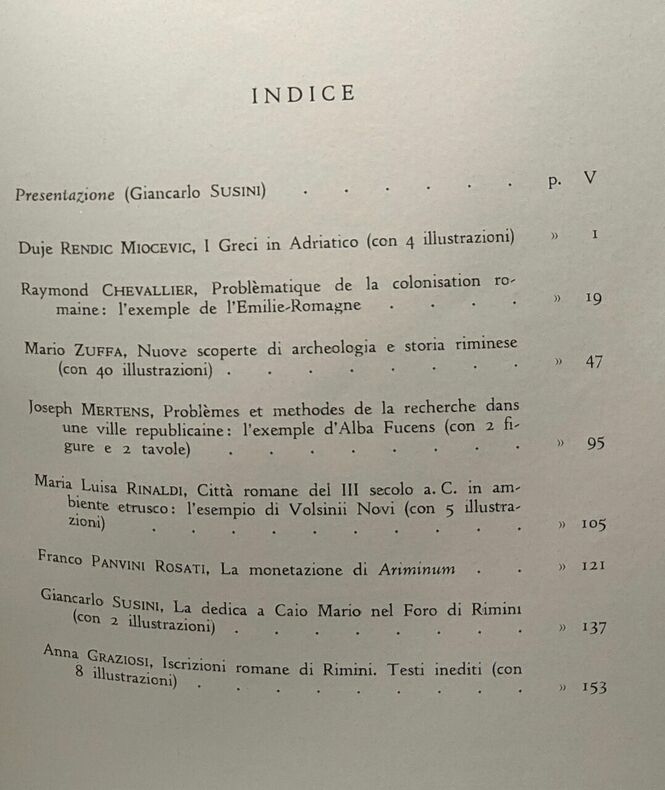 INDICE
Presentazione (Giancarlo SUSINI) . . . . . . p. V
Duje RENDIC MIOCEVIC, I Greci in Adriatico (con 4 illustrazioni) » 1
Raymond CHEVALLIER, Problèmatique de la colonisation ro-
maine: l'exemple de l'Emilie-Romagne . . . . » 19
Mario ZUFFA, Nuove scoperte di archeologia e storia riminese
(con 40 illustrazioni) . . . . . . . . » 47
Joseph MERTENS, Problèmes et methodes de la recherche dans
une ville republicaine: l'exemple d'Alba Fucens (con 2 fi-
gure e 2 tavole) . . . . . . . . » 95
Maria Luisa RINALDI, Città romane del III secolo a. C. in am-
biente etrusco: l'esempio di Volsinii Novi (con 5 illustra-
zioni) . . . . . . . . . . » 105
Franco PANVINI ROSATI, La monetazione di Ariminum . . » 121
Giancarlo SUSINI, La dedica a Caio Mario nel Foro di Rimini
(con 2 illustrazioni) . . . . . . . . » 137
Anna GRAZIOSI, Iscrizioni romane di Rimini. Testi inediti (con
8 illustrazioni) . . . . . . . . . » 153